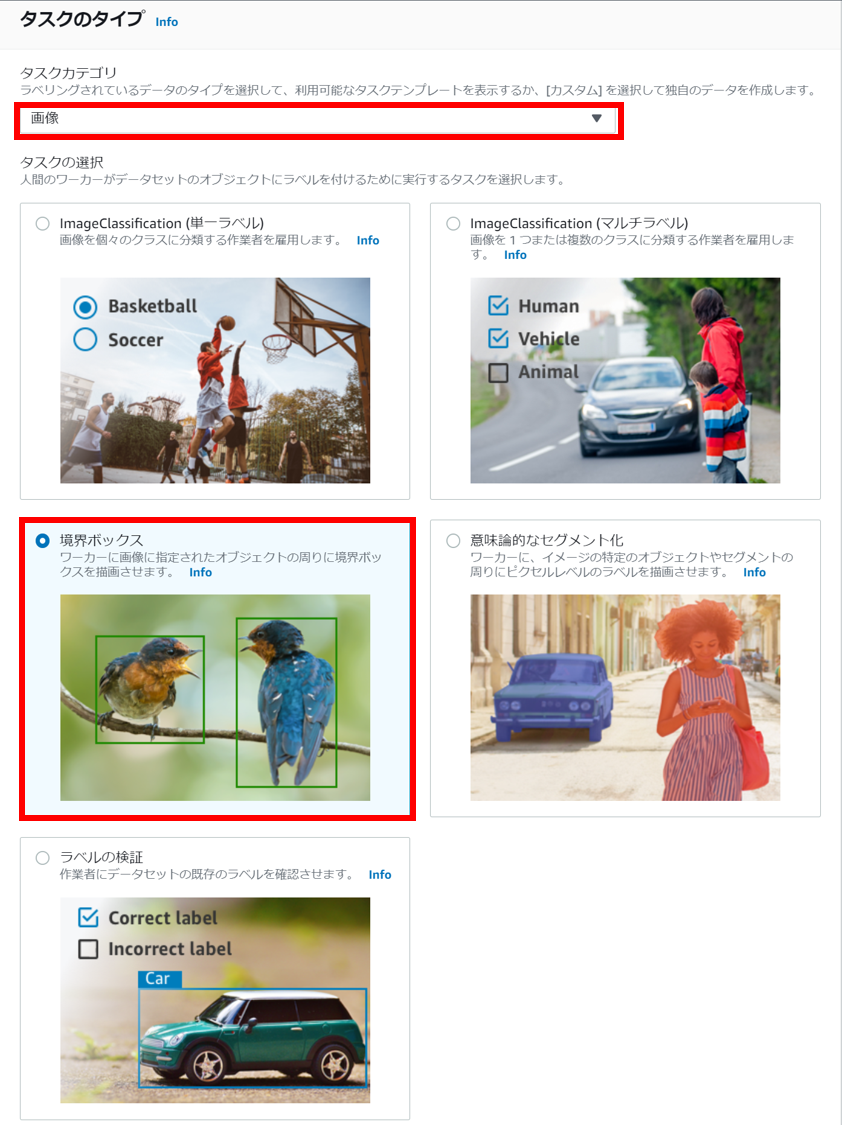 タスクのタイプ Info
タスクカテゴリ
ラベリングされているデータのタイプを選択して、利用可能なタスクテンプレートを表示するか、[カスタム] を選択して独自のデータを作成します。
画像
タスクの選択
人間のワーカーがデータセットのオブジェクトにラベルを付けるために実行するタスクを選択します。
ImageClassification (単一ラベル)
画像を個々のクラスに分類する作業者を雇用します。 Info
Basketball
Soccer
ImageClassification (マルチラベル)
画像を 1 つまたは複数のクラスに分類する作業者を雇用しま
す。 Info
Human
Vehicle
Animal
境界ボックス
ワーカーに画像に指定されたオブジェクトの周りに境界ボッ
クスを描画させます。 Info
意味論的なセグメント化
ワーカーに、イメージの特定のオブジェクトやセグメントの
周りにピクセルレベルのラベルを描画させます。 Info
ラベルの検証
作業者にデータセットの既存のラベルを確認させます。 Info
Correct label
Incorrect label
Car